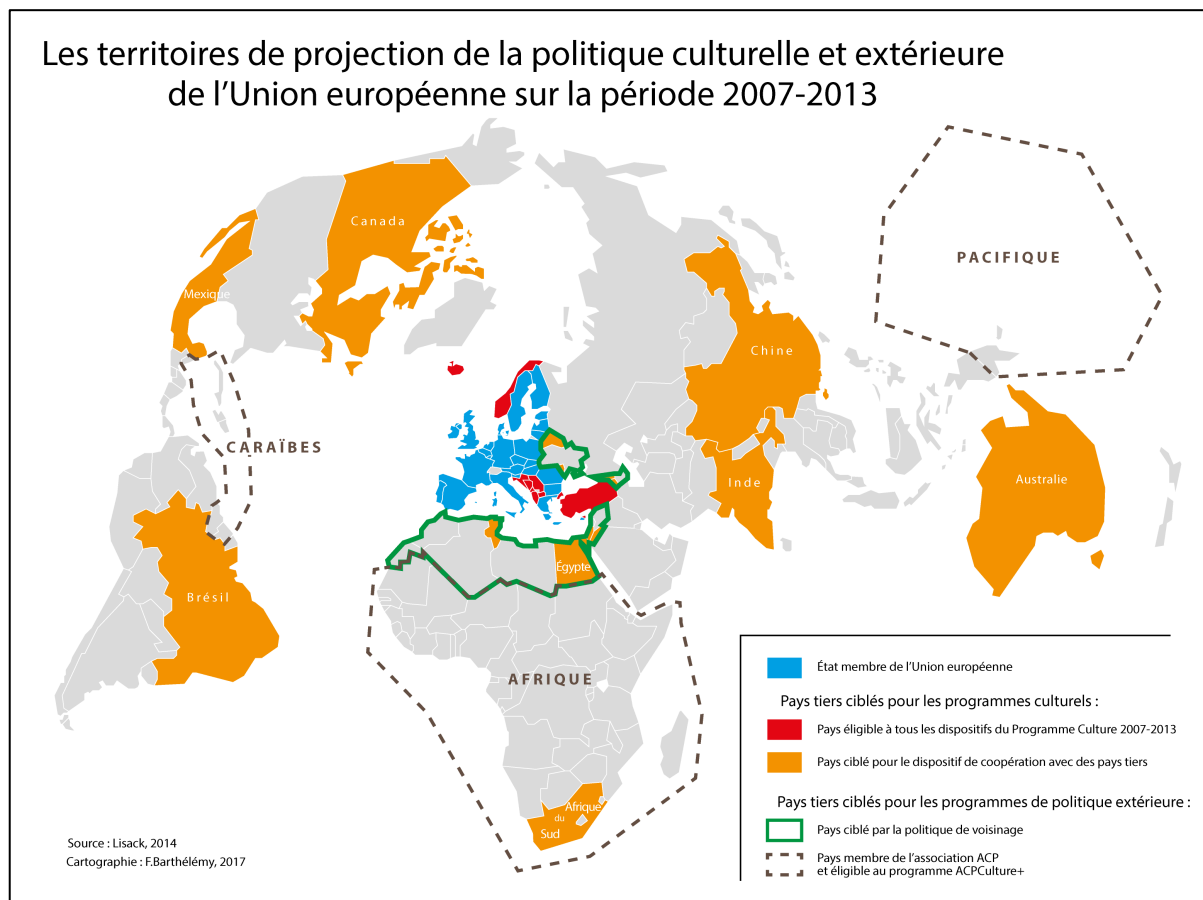 Les territoires de projection de la politique culturelle et extérieure
de l'Union européenne sur la période 2007-2013
Canada
PACIFIQUE
Mexique
Chine
CARAÏBES
Inde
Australie
Égypte
Brésil
AFRIQUE
Afrique
du
Sud
État membre de l'Union européenne
Pays tiers ciblés pour les programmes culturels :
Pays éligible à tous les dispositifs du Programme Culture 2007-2013
Pays ciblé pour le dispositif de coopération avec des pays tiers
Pays tiers ciblés pour les programmes de politique extérieure :
Pays ciblé par la politique de voisinage
Pays membre de l'association ACP
et éligible au programme ACPCulture+
Source : Lisack, 2014
Cartographie : F.Barthélémy, 2017